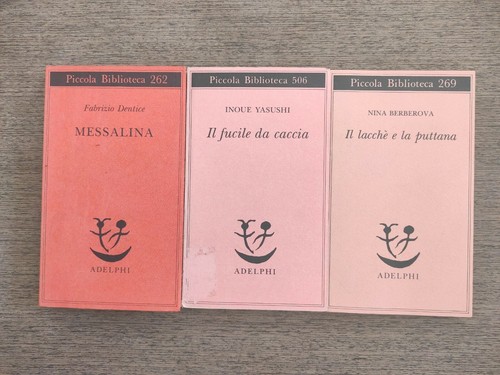 Piccola Biblioteca 262
Fabrizio Dentice
MESSALINA
ADELPHI
Piccola Biblioteca 506
INOUE YASUSHI
Il fucile da caccia
ADELPHI
Piccola Biblioteca 269
NINA BERBEROVA
Il lacchè e la puttana
ADELPHI